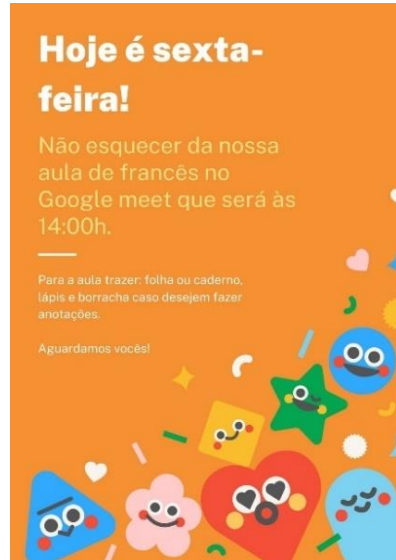 Hoje é sexta-
feira!
Não esquecer da nossa
aula de francês no
Google meet que será às
14:00h.
Para a aula trazer: folha ou caderno,
lápis e borracha caso desejem fazer
anotações.
Aguardamos vocês!